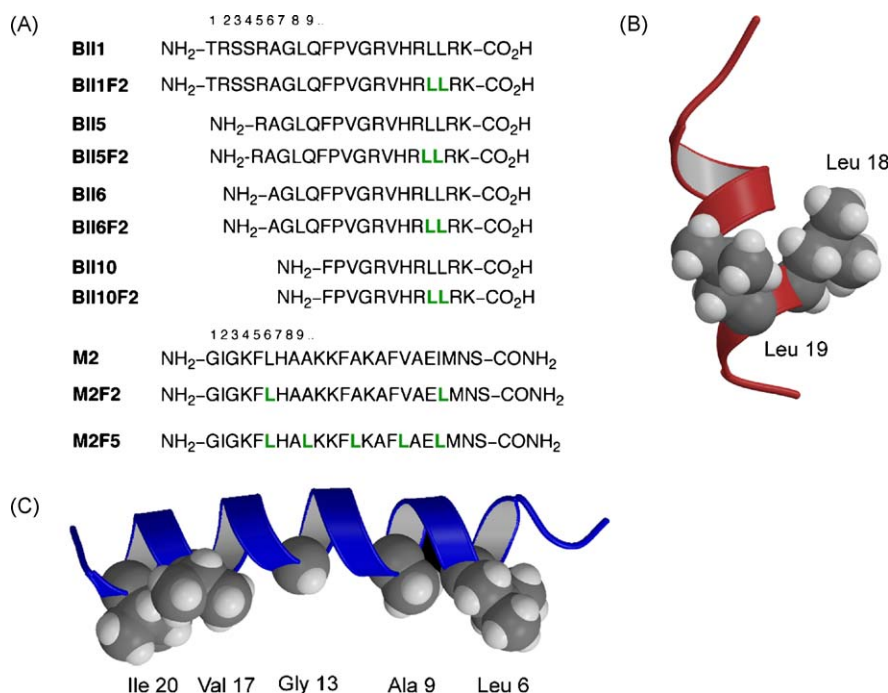 (A)
1 2 3 4 5 6 7 8 9 ..
BII1 NH₂–TRSSRAGLQFPVGRVHRLLRK–CO₂H
BII1F2 NH₂–TRSSRAGLQFPVGRVHRLLRK–CO₂H
BII5 NH₂–RAGLQFPVGRVHRLLRK–CO₂H
BII5F2 NH₂–RAGLQFPVGRVHRLLRK–CO₂H
BII6 NH₂–AGLQFPVGRVHRLLRK–CO₂H
BII6F2 NH₂–AGLQFPVGRVHRLLRK–CO₂H
BII10 NH₂–FPVGRVHRLLRK–CO₂H
BII10F2 NH₂–FPVGRVHRLLRK–CO₂H
1 2 3 4 5 6 7 8 9 ..
M2 NH₂–GIGKFLHAAKKFAKAFVAEIMNS–CONH₂
M2F2 NH₂–GIGKFLHAAKKFAKAFVAELMNS–CONH₂
M2F5 NH₂–GIGKFLHALKKFLKAFLAELMNS–CONH₂
(B)
Leu 18
Leu 19
(C)
Ile 20 Val 17 Gly 13 Ala 9 Leu 6